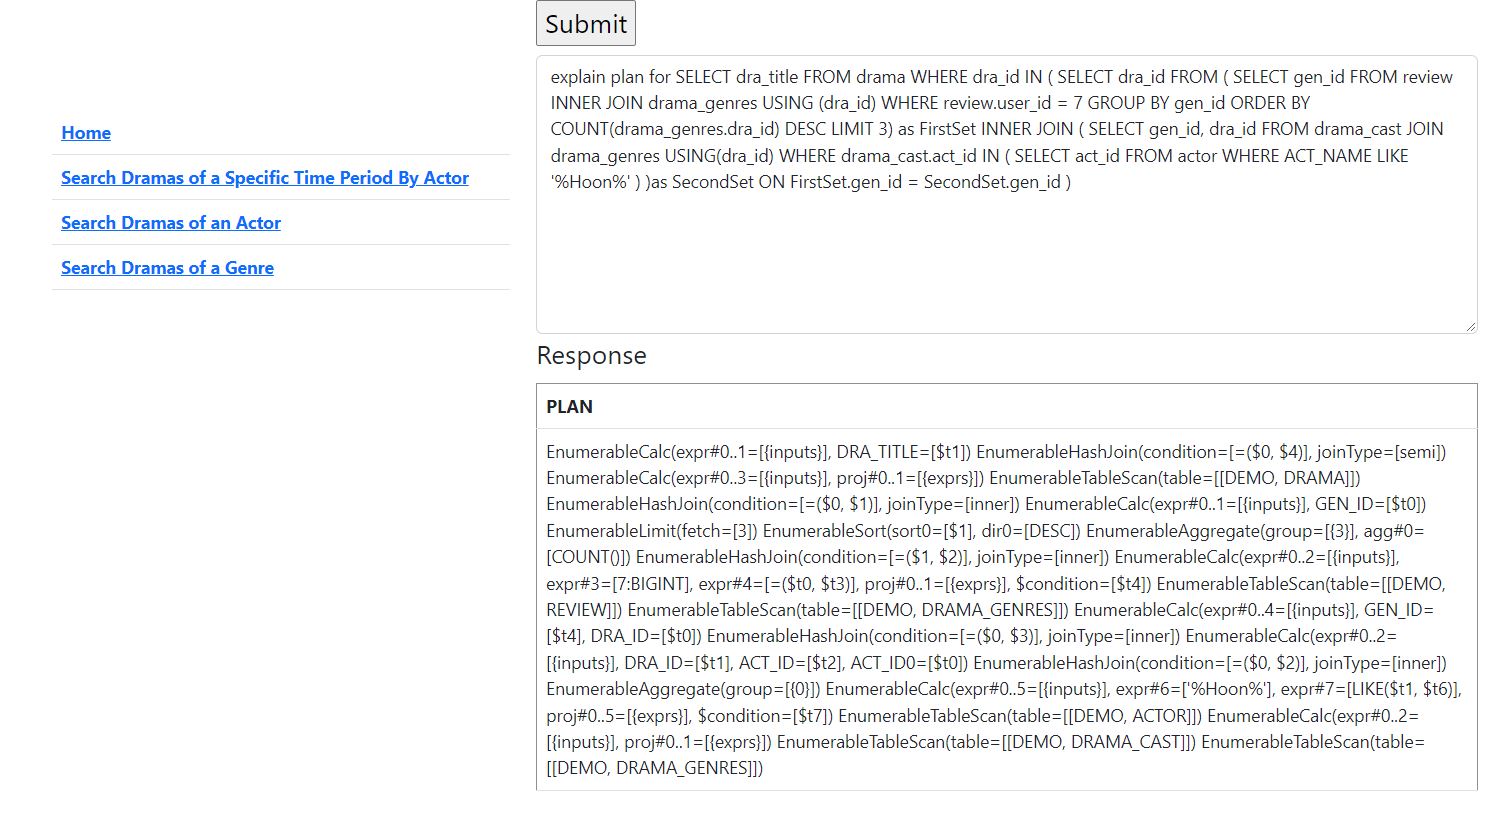 Submit
explain plan for SELECT dra_title FROM drama WHERE dra_id IN ( SELECT dra_id FROM ( SELECT gen_id FROM review
INNER JOIN drama_genres USING (dra_id) WHERE review.user_id = 7 GROUP BY gen_id ORDER BY
COUNT(drama_genres.dra_id) DESC LIMIT 3) as FirstSet INNER JOIN ( SELECT gen_id, dra_id FROM drama_cast JOIN
drama_genres USING(dra_id) WHERE drama_cast.act_id IN ( SELECT act_id FROM actor WHERE ACT_NAME LIKE
'%Hoon%' ) )as SecondSet ON FirstSet.gen_id = SecondSet.gen_id )
Home
Search Dramas of a Specific Time Period By Actor
Search Dramas of an Actor
Search Dramas of a Genre
Response
PLAN
EnumerableCalc(expr#0..1=[{inputs}], DRA_TITLE=[$t1]) EnumerableHashJoin(condition=[=($0, $4)], joinType=[semi])
EnumerableCalc(expr#0..3=[{inputs}], proj#0..1=[{exprs}]) EnumerableTableScan(table=[[DEMO, DRAMA]])
EnumerableHashJoin(condition=[=($0, $1)], joinType=[inner]) EnumerableCalc(expr#0..1=[{inputs}], GEN_ID=[$t0])
EnumerableLimit(fetch=[3]) EnumerableSort(sort0=[$1], dir0=[DESC]) EnumerableAggregate(group=[{3}], agg#0=
[COUNT()]) EnumerableHashJoin(condition=[=($1, $2)], joinType=[inner]) EnumerableCalc(expr#0..2=[{inputs}],
expr#3=[7:BIGINT], expr#4=[=($t0, $t3)], proj#0..1=[{exprs}], $condition=[$t4]) EnumerableTableScan(table=[[DEMO,
REVIEW]]) EnumerableTableScan(table=[[DEMO, DRAMA_GENRES]]) EnumerableCalc(expr#0..4=[{inputs}], GEN_ID=
[$t4], DRA_ID=[$t0]) EnumerableHashJoin(condition=[=($0, $3)], joinType=[inner]) EnumerableCalc(expr#0..2=
[{inputs}], DRA_ID=[$t1], ACT_ID=[$t2], ACT_ID0=[$t0]) EnumerableHashJoin(condition=[=($0, $2)], joinType=[inner])
EnumerableAggregate(group=[{0}]) EnumerableCalc(expr#0..5=[{inputs}], expr#6=['%Hoon%'], expr#7=[LIKE($t1, $t6)],
proj#0..5=[{exprs}], $condition=[$t7]) EnumerableTableScan(table=[[DEMO, ACTOR]]) EnumerableCalc(expr#0..2=
[{inputs}], proj#0..1=[{exprs}]) EnumerableTableScan(table=[[DEMO, DRAMA_CAST]]) EnumerableTableScan(table=
[[DEMO, DRAMA_GENRES]])